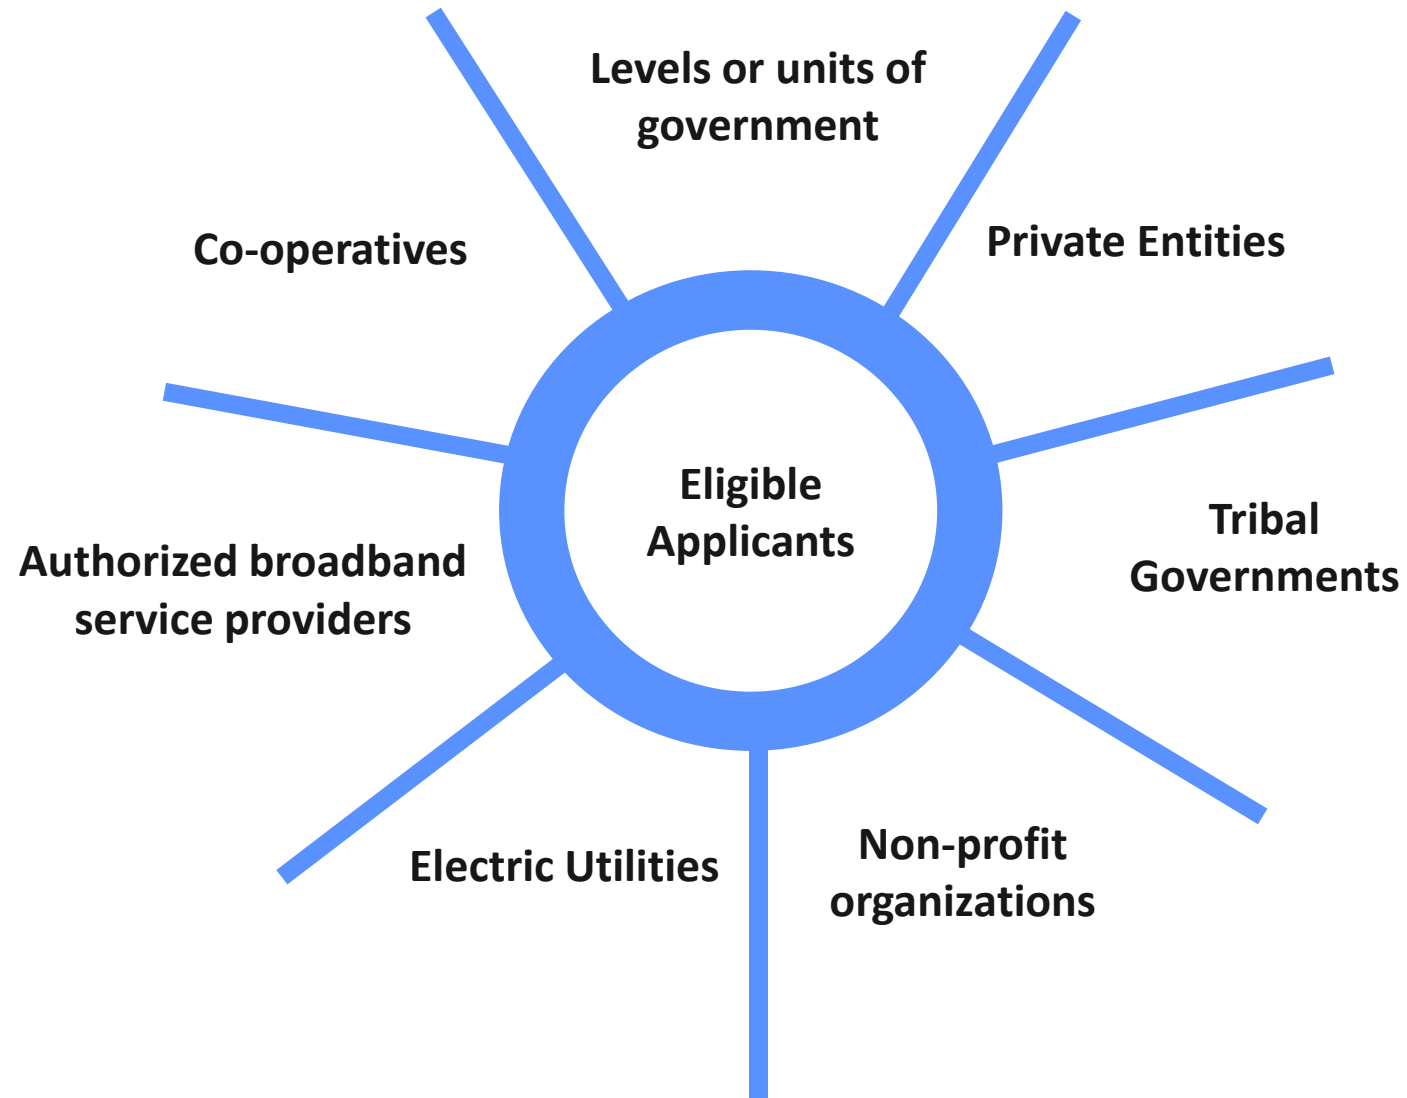 Levels or units of
government
Co-operatives
Private Entities
Eligible
Applicants
Tribal
Governments
Authorized broadband
service providers
Electric Utilities
Non-profit
organizations